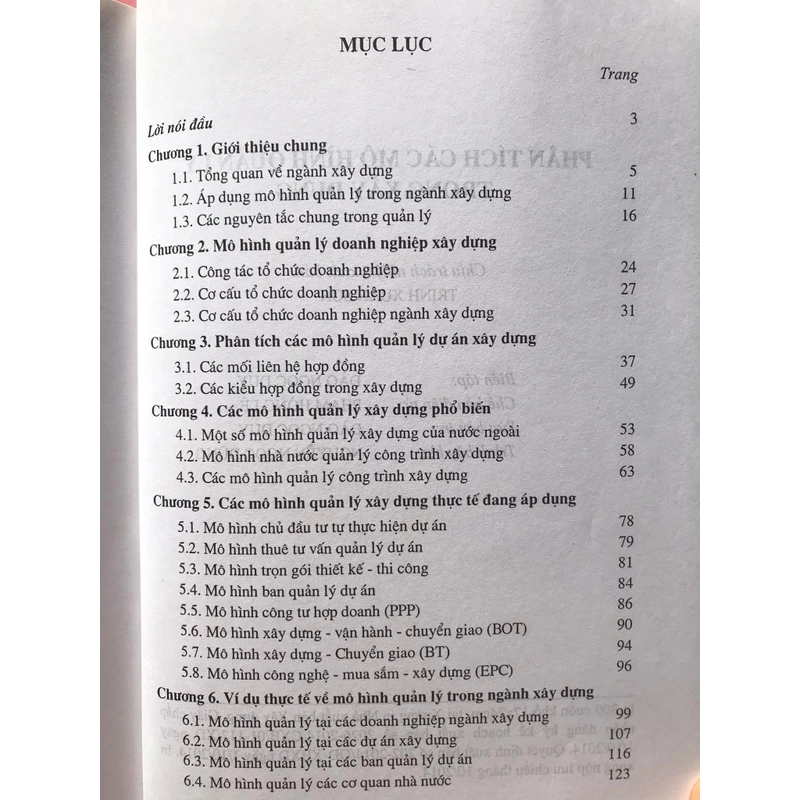 MỤC LỤC
Trang
Lời nói đầu 3
Chương 1. Giới thiệu chung
1.1. Tổng quan về ngành xây dựng 5
1.2. Áp dụng mô hình quản lý trong ngành xây dựng 11
1.3. Các nguyên tắc chung trong quản lý 16
Chương 2. Mô hình quản lý doanh nghiệp xây dựng
2.1. Công tác tổ chức doanh nghiệp 24
2.2. Cơ cấu tổ chức doanh nghiệp 27
2.3. Cơ cấu tổ chức doanh nghiệp ngành xây dựng 31
Chương 3. Phân tích các mô hình quản lý dự án xây dựng
3.1. Các mối liên hệ hợp đồng 37
3.2. Các kiểu hợp đồng trong xây dựng 49
Chương 4. Các mô hình quản lý xây dựng phổ biến
4.1. Một số mô hình quản lý xây dựng của nước ngoài 53
4.2. Mô hình nhà nước quản lý công trình xây dựng 58
4.3. Các mô hình quản lý công trình xây dựng 63
Chương 5. Các mô hình quản lý xây dựng thực tế đang áp dụng
5.1. Mô hình chủ đầu tư tự thực hiện dự án 78
5.2. Mô hình thuê tư vấn quản lý dự án 79
5.3. Mô hình trọn gói thiết kế - thi công 81
5.4. Mô hình ban quản lý dự án 84
5.5. Mô hình công tư hợp doanh (PPP) 86
5.6. Mô hình xây dựng - vận hành - chuyển giao (BOT) 90
5.7. Mô hình xây dựng - Chuyển giao (BT) 94
5.8. Mô hình công nghệ - mua sắm - xây dựng (EPC) 96
Chương 6. Ví dụ thực tế về mô hình quản lý trong ngành xây dựng
6.1. Mô hình quản lý tại các doanh nghiệp ngành xây dựng 99
6.2. Mô hình quản lý tại các dự án xây dựng 107
6.3. Mô hình quản lý tại các ban quản lý dự án 116
6.4. Mô hình quản lý các cơ quan nhà nước 123